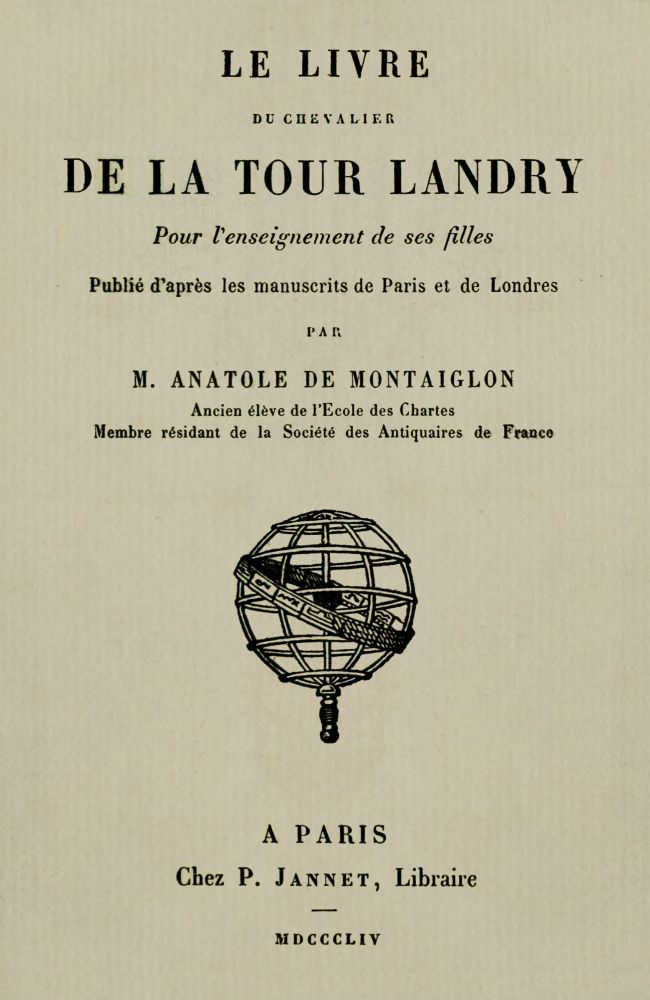 LE LIVRE
DU CHEVALIER
DE LA TOUR LANDRY
Pour l'enseignement de ses filles
Publié d'après les manuscrits de Paris et de Londres
PAR
M. ANATOLE DE MONTAIGLON
Ancien élève de l'Ecole des Chartes
Membre résidant de la Société des Antiquaires de France
A PARIS
Chez P. JANNET, Libraire
MDCCCLIV